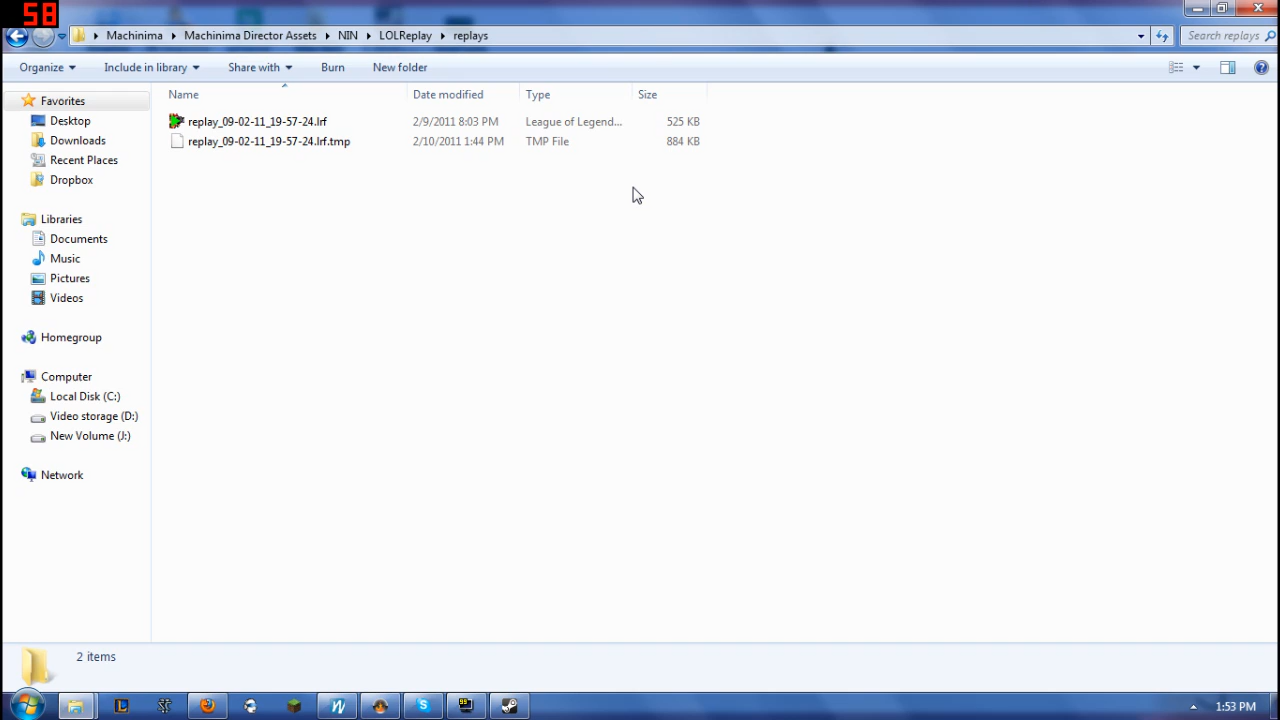 58
Machinima Machinima Director Assets NIN LOLReplay replays Search replays
Organize Include in library Share with Burn New folder
Name Date modified Type Size
replay_09-02-11_19-57-24.lrf 2/9/2011 8:03 PM League of Legend... 525 KB
replay_09-02-11_19-57-24.lrf.tmp 2/10/2011 1:44 PM TMP File 884 KB
Favorites
Desktop
Downloads
Recent Places
Dropbox
Libraries
Documents
Music
Pictures
Videos
Homegroup
Computer
Local Disk (C:)
Video storage (D:)
New Volume (J:)
Network
2 items
1:53 PM